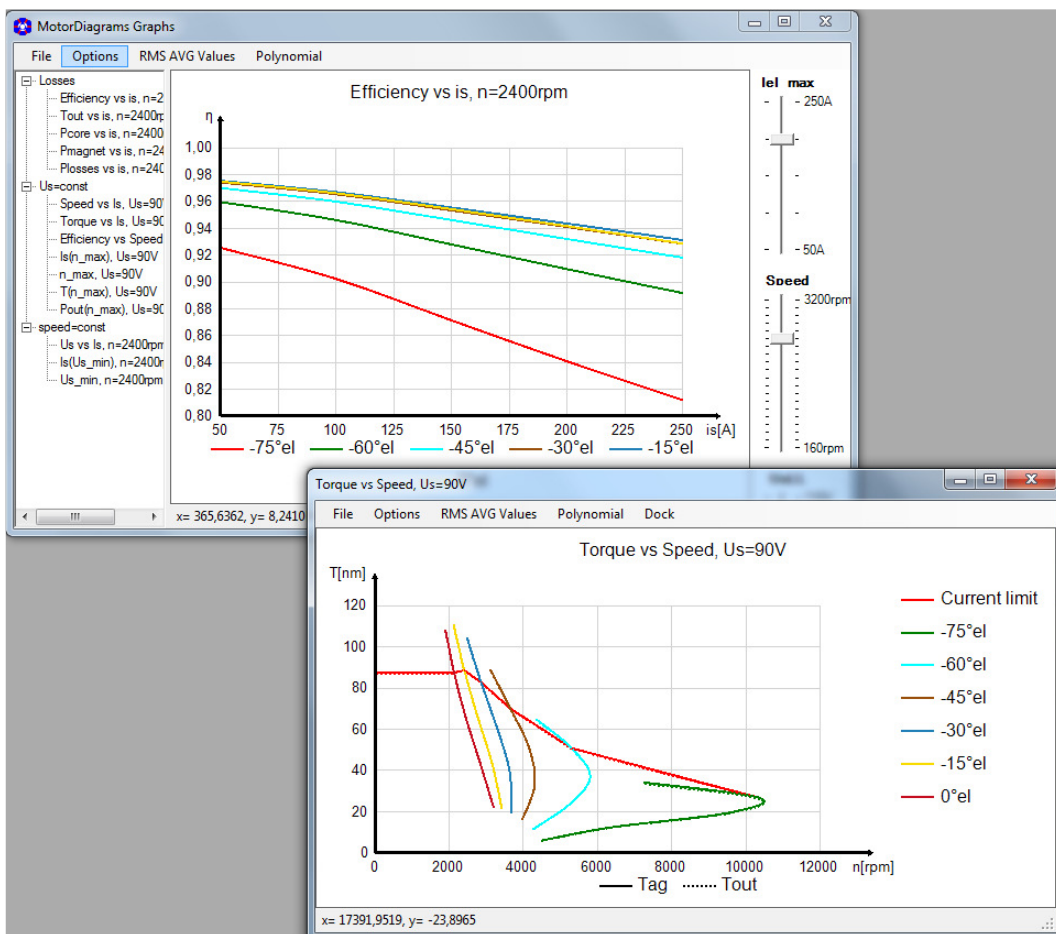 MotorDiagrams Graphs
File Options RMS AVG Values Polynomial
Losses
Efficiency vs is, n=2
Tout vs is, n=2400rp
Pcore vs is, n=2400
Pmagnet vs is, n=24
Plosses vs is, n=240
Us=const
Speed vs Is, Us=90V
Torque vs Is, Us=90
Efficiency vs Speed
Is(n_max), Us=90V
n_max, Us=90V
T(n_max), Us=90V
Pout(n_max), Us=90
speed=const
Us vs Is, n=2400rpm
Is(Us_min), n=2400r
Us_min, n=2400rpm
Efficiency vs is, n=2400rpm
η
1,00
0,98
0,96
0,94
0,92
0,90
0,88
0,86
0,84
0,82
0,80
50 75 100 125 150 175 200 225 250 is[A]
-75°el -60°el -45°el -30°el -15°el
Iel max
250A
50A
Speed
3200rpm
160rpm
x= 365,6362, y= 8,2410
Torque vs Speed, Us=90V
File Options RMS AVG Values Polynomial Dock
Torque vs Speed, Us=90V
T[nm]
120
100
80
60
40
20
0
0 2000 4000 6000 8000 10000 12000 n[rpm]
Tag Tout
Current limit
-75°el
-60°el
-45°el
-30°el
-15°el
0°el
x= 17391,9519, y= -23,8965